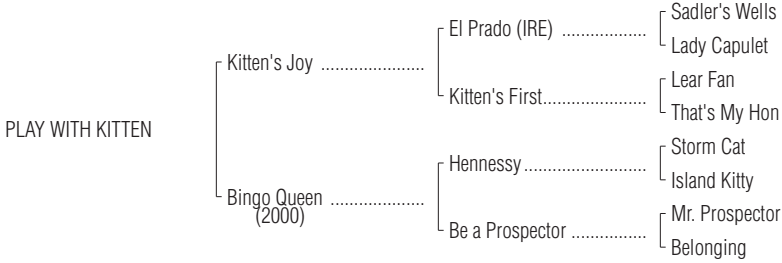 Sadler's Wells
El Prado (IRE) ..................
Lady Capulet
Kitten's Joy ......................
Lear Fan
Kitten's First......................
That's My Hon
PLAY WITH KITTEN
Storm Cat
Hennessy..........................
Island Kitty
Bingo Queen ....................
(2000)
Mr. Prospector
Be a Prospector ................
Belonging